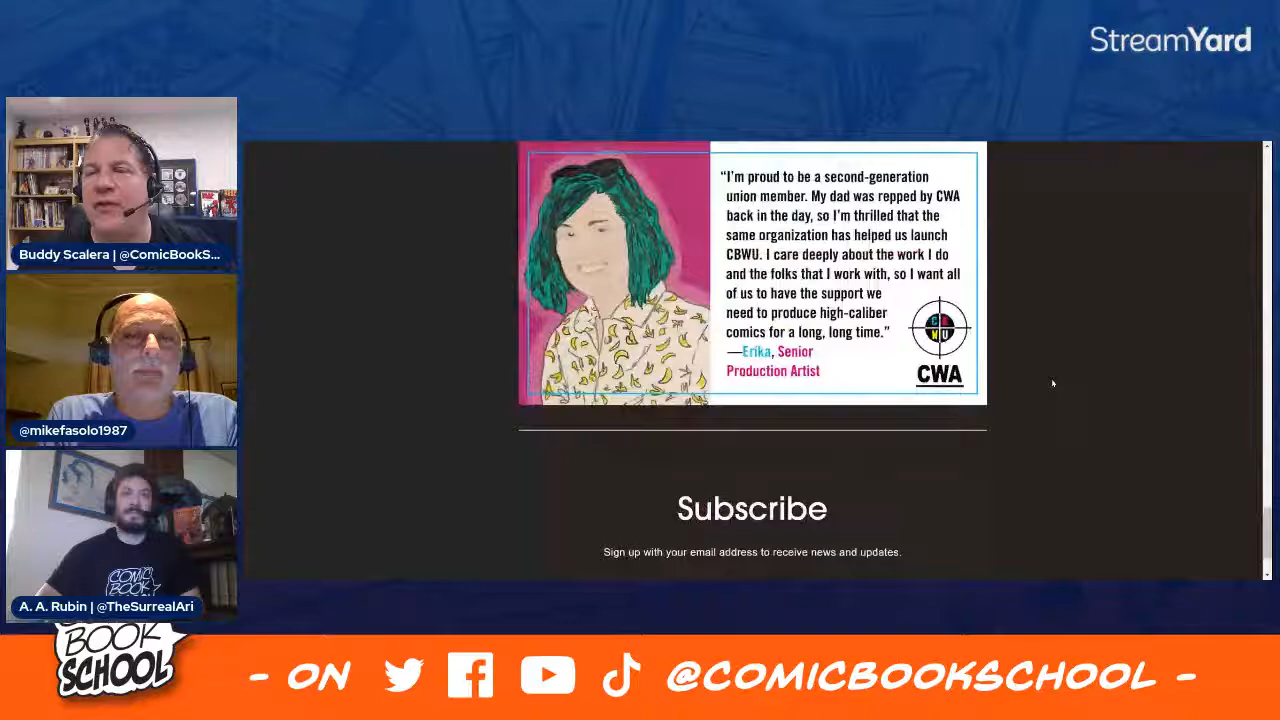 StreamYard
Buddy Scalera | @ComicBookS...
@mikefasolo1987
A. A. Rubin | @TheSurrealAri
COMIC
BOOK
“I’m proud to be a second-generation
union member. My dad was repped by CWA
back in the day, so I’m thrilled that the
same organization has helped us launch
CBWU. I care deeply about the work I do
and the folks that I work with, so I want all
of us to have the support we
need to produce high-caliber
comics for a long, long time.”
—Erika, Senior
Production Artist
CBWU
CWA
Subscribe
Sign up with your email address to receive news and updates.
BOOK
SCHOOL
- ON @COMICBOOKSCHOOL -